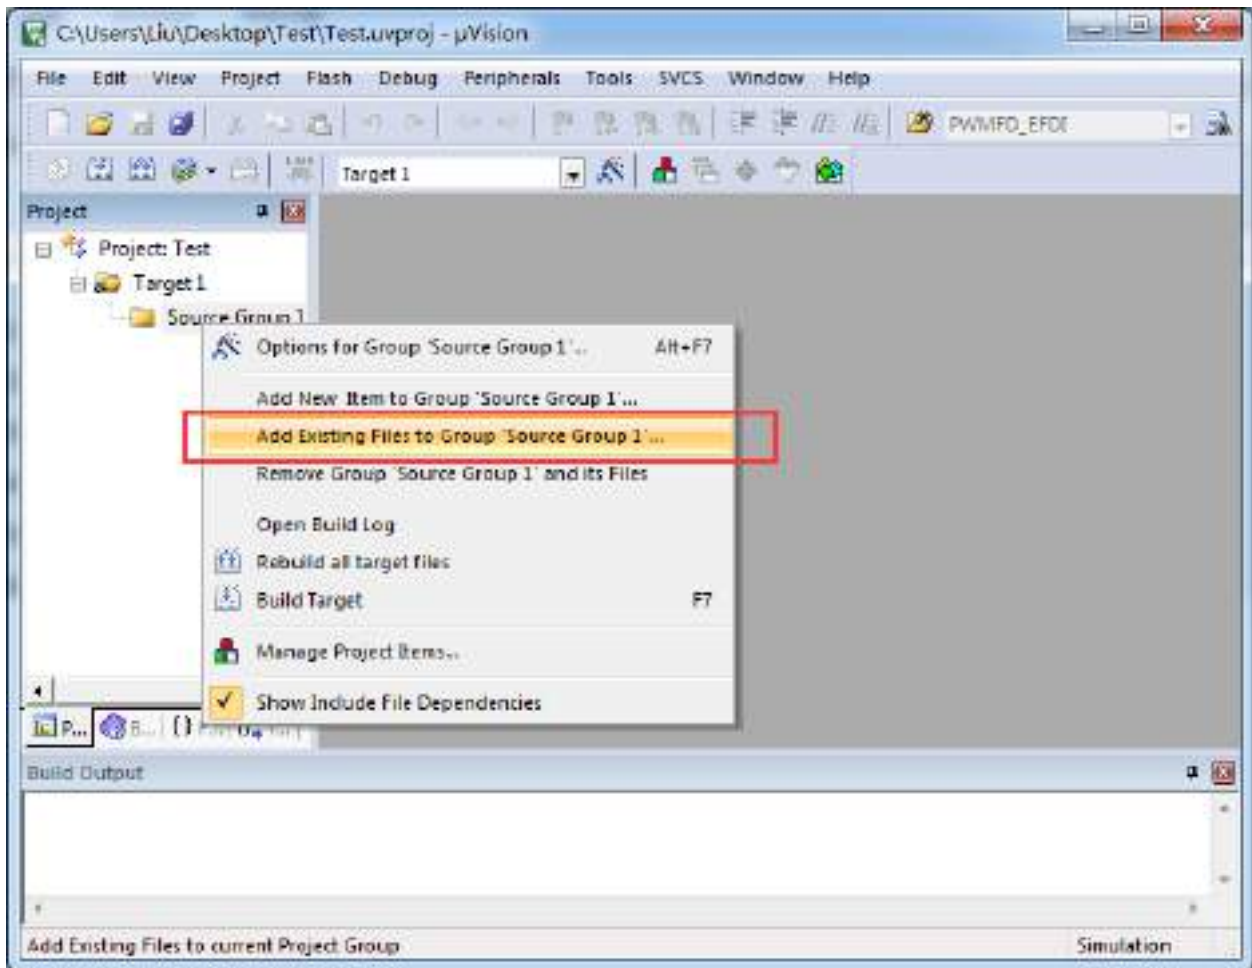 C:\Users\Liu\Desktop\Test\Test.uvproj - µVision
File Edit View Project Flash Debug Peripherals Tools SVCS Window Help
PWMFD_EFDI
Target 1
Project
Project: Test
Target 1
Source Group 1
Options for Group 'Source Group 1'... Alt+F7
Add New Item to Group 'Source Group 1'...
Add Existing Files to Group 'Source Group 1'...
Remove Group 'Source Group 1' and its Files
Open Build Log
Rebuild all target files
Build Target F7
Manage Project Items...
Show Include File Dependencies
P... B... {}
Build Output
Add Existing Files to current Project Group Simulation